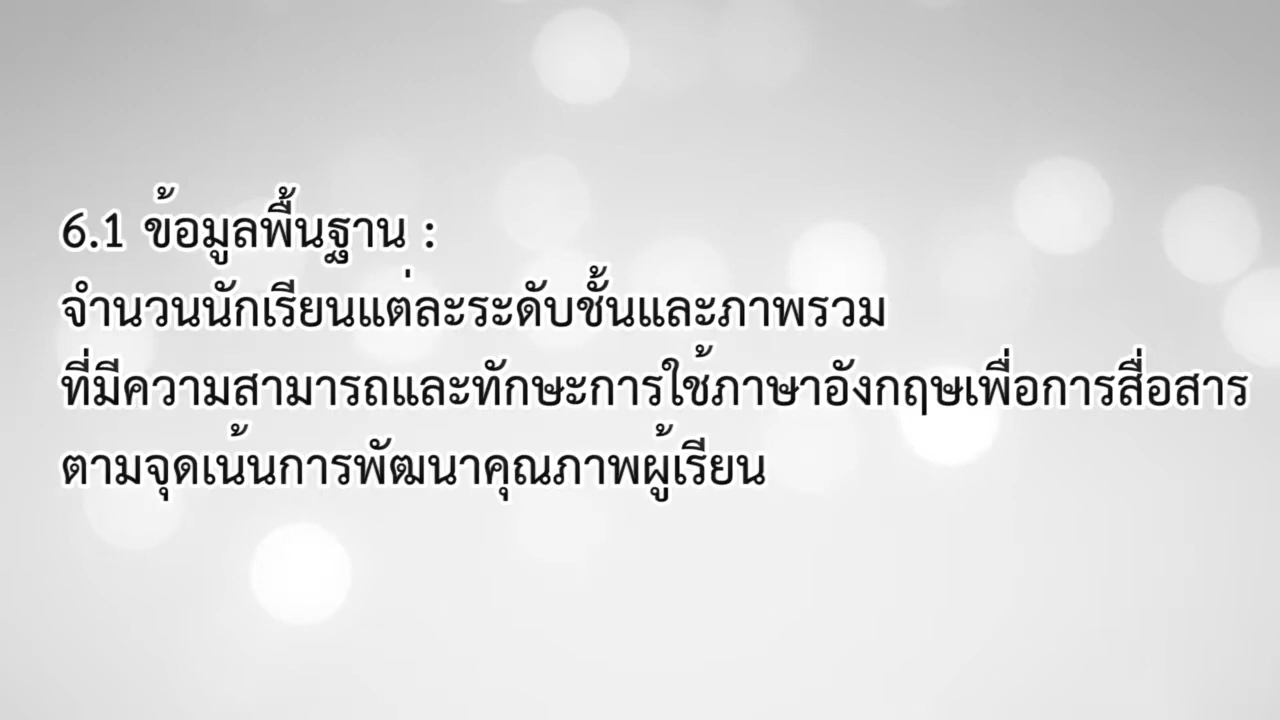 6.1 ข้อมูลพื้นฐาน :
จำนวนนักเรียนแต่ละระดับชั้นและภาพรวม
ที่มีความสามารถและทักษะการใช้ภาษาอังกฤษเพื่อการสื่อสาร
ตามจุดเน้นการพัฒนาคุณภาพผู้เรียน